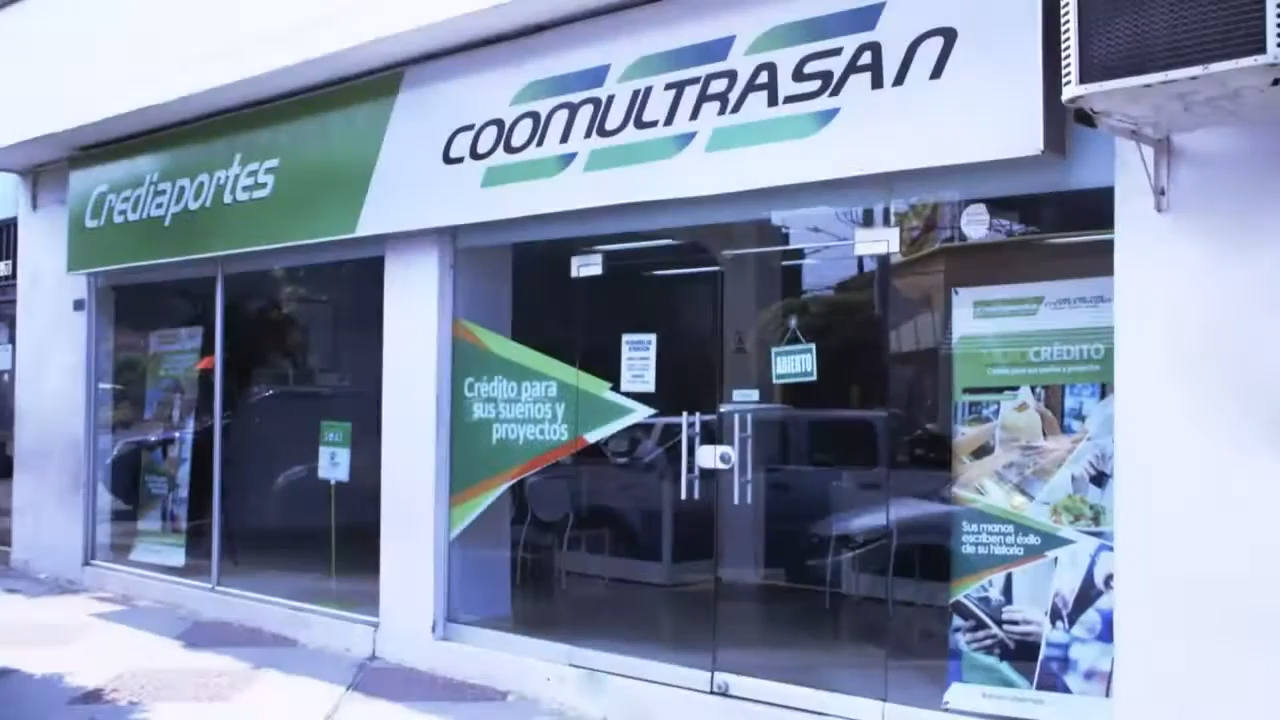 Crediaportes
COOMULTRASAN
Crédito para
sus sueños y
proyectos
ABIERTO
CRÉDITO
Sus manos
escriben el éxito
de su historia